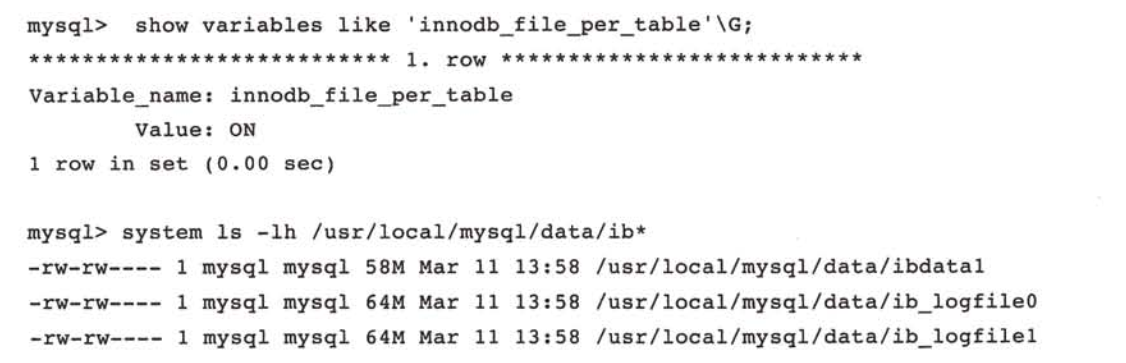 mysql>  show variables like 'innodb_file_per_table'\G;
*************************** 1. row ***************************
Variable_name: innodb_file_per_table
        Value: ON
1 row in set (0.00 sec)

mysql> system ls -lh /usr/local/mysql/data/ib*
-rw-rw---- 1 mysql mysql 58M Mar 11 13:58 /usr/local/mysql/data/ibdata1
-rw-rw---- 1 mysql mysql 64M Mar 11 13:58 /usr/local/mysql/data/ib_logfile0
-rw-rw---- 1 mysql mysql 64M Mar 11 13:58 /usr/local/mysql/data/ib_logfile1